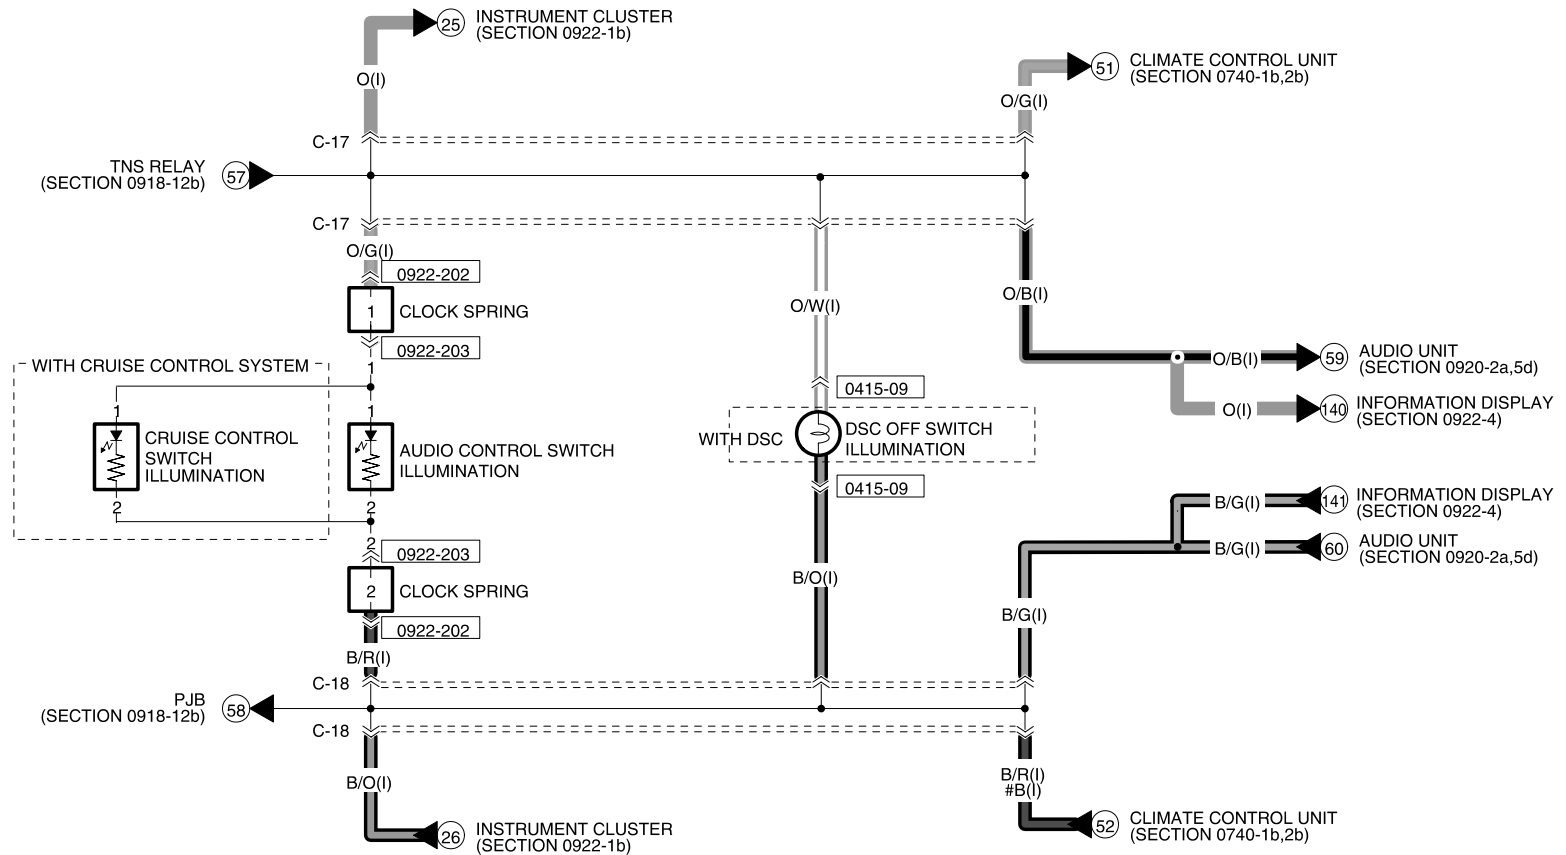 25 INSTRUMENT CLUSTER
(SECTION 0922-1b)
O(I)
51 CLIMATE CONTROL UNIT
(SECTION 0740-1b,2b)
O/G(I)
C-17
TNS RELAY
(SECTION 0918-12b)
57
C-17
O/G(I)
0922-202
1
CLOCK SPRING
0922-203
1
O/W(I)
O/B(I)
O/B(I)
59 AUDIO UNIT
(SECTION 0920-2a,5d)
O(I)
140 INFORMATION DISPLAY
(SECTION 0922-4)
WITH CRUISE CONTROL SYSTEM
1
CRUISE CONTROL
SWITCH
ILLUMINATION
2
1
AUDIO CONTROL SWITCH
ILLUMINATION
2
0415-09
WITH DSC
DSC OFF SWITCH
ILLUMINATION
0415-09
B/G(I)
141 INFORMATION DISPLAY
(SECTION 0922-4)
B/G(I)
60 AUDIO UNIT
(SECTION 0920-2a,5d)
2
0922-203
2
CLOCK SPRING
0922-202
B/R(I)
B/O(I)
B/G(I)
C-18
PJB
(SECTION 0918-12b)
58
C-18
B/O(I)
B/R(I)
#B(I)
26 INSTRUMENT CLUSTER
(SECTION 0922-1b)
52 CLIMATE CONTROL UNIT
(SECTION 0740-1b,2b)